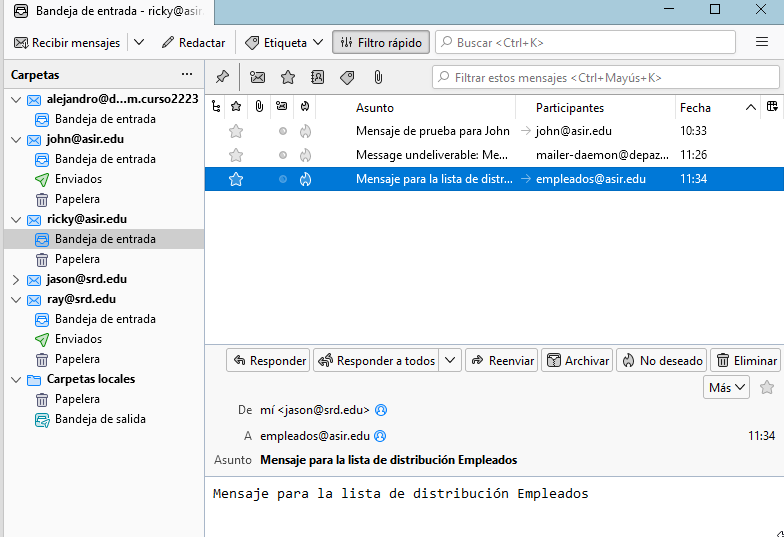 Bandeja de entrada - ricky@asir
Recibir mensajes
Redactar
Etiqueta
Filtro rápido
Buscar <Ctrl+K>
Carpetas
...
Filtrar estos mensajes <Ctrl+Mayús+K>
alejandro@d...m.curso2223
Bandeja de entrada
john@asir.edu
Bandeja de entrada
Enviados
Papelera
ricky@asir.edu
Bandeja de entrada
Papelera
jason@srd.edu
ray@srd.edu
Bandeja de entrada
Enviados
Papelera
Carpetas locales
Papelera
Bandeja de salida
Asunto Participantes Fecha
Mensaje de prueba para John john@asir.edu 10:33
Message undeliverable: Me... mailer-daemon@depaz... 11:26
Mensaje para la lista de distr... empleados@asir.edu 11:34
Responder
Responder a todos
Reenviar
Archivar
No deseado
Eliminar
Más
De mí <jason@srd.edu>
A empleados@asir.edu 11:34
Asunto Mensaje para la lista de distribución Empleados
Mensaje para la lista de distribución Empleados